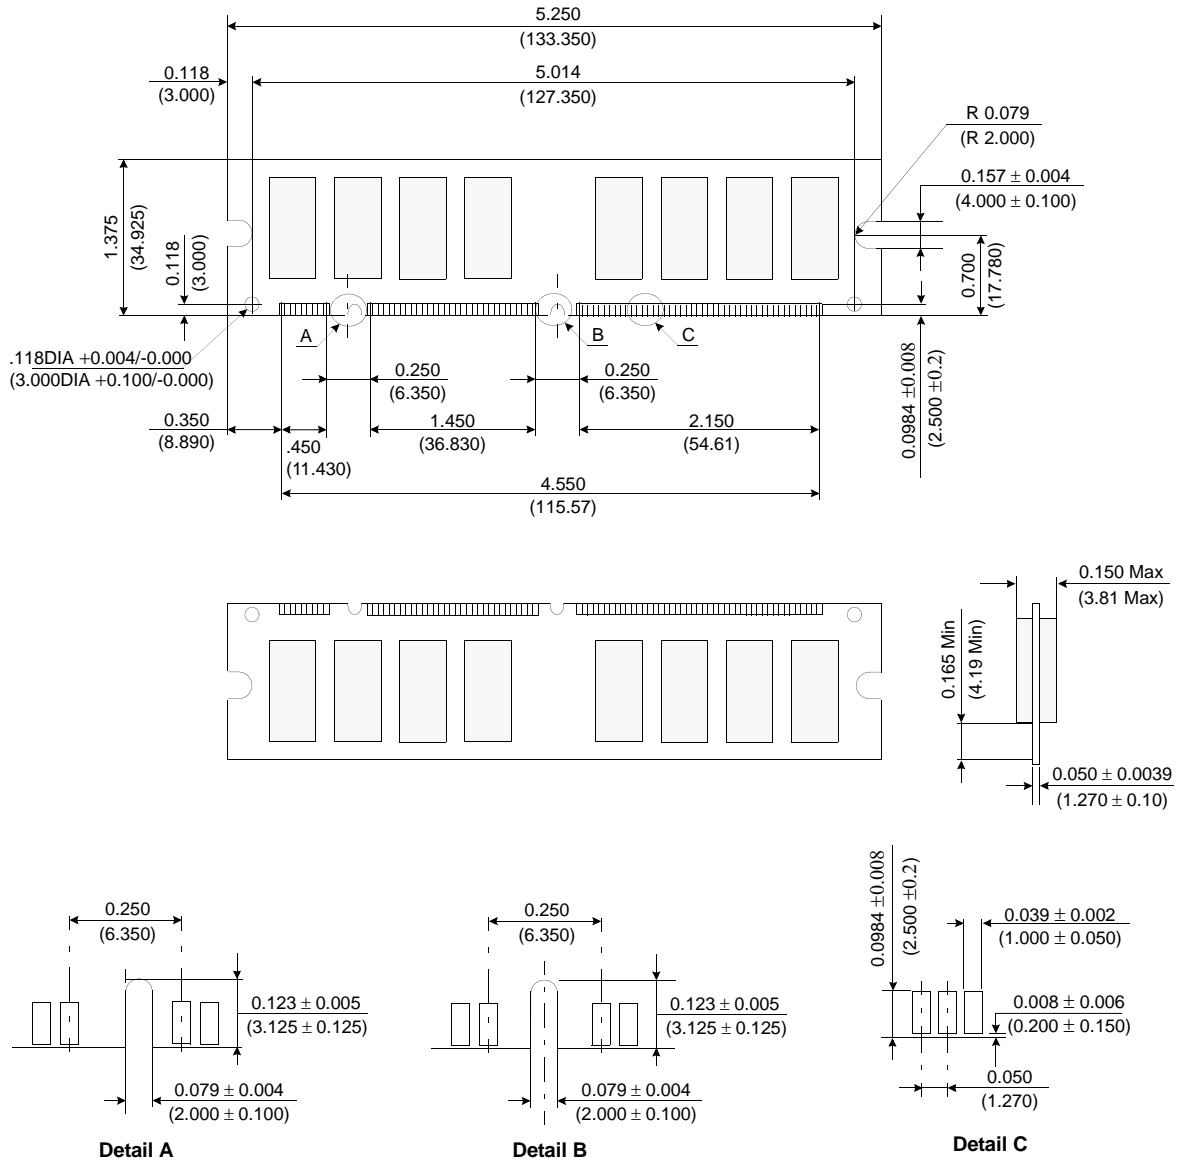 5.250
(133.350)
0.118
(3.000)
5.014
(127.350)
R 0.079
(R 2.000)
0.157 ± 0.004
(4.000 ± 0.100)
1.375
(34.925)
0.118
(3.000)
0.700
(17.780)
A
B
C
.118DIA +0.004/-0.000
(3.000DIA +0.100/-0.000)
0.250
(6.350)
0.250
(6.350)
0.0984 ±0.008
(2.500 ±0.2)
0.350
(8.890)
.450
(11.430)
1.450
(36.830)
2.150
(54.61)
4.550
(115.57)
0.150 Max
(3.81 Max)
0.165 Min
(4.19 Min)
0.050 ± 0.0039
(1.270 ± 0.10)
0.250
(6.350)
0.123 ± 0.005
(3.125 ± 0.125)
0.079 ± 0.004
(2.000 ± 0.100)
Detail A
0.250
(6.350)
0.123 ± 0.005
(3.125 ± 0.125)
0.079 ± 0.004
(2.000 ± 0.100)
Detail B
0.0984 ±0.008
(2.500 ±0.2)
0.039 ± 0.002
(1.000 ± 0.050)
0.008 ± 0.006
(0.200 ± 0.150)
0.050
(1.270)
Detail C